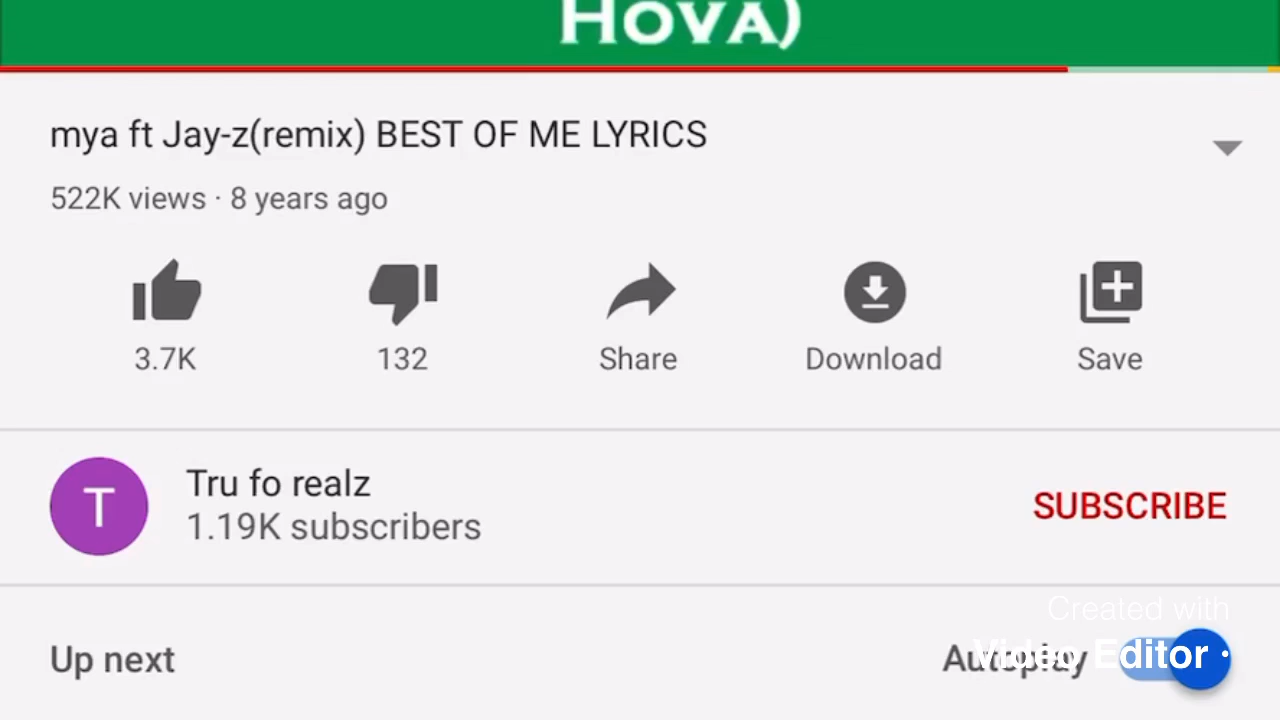 HOVA)
mya ft Jay-z(remix) BEST OF ME LYRICS
522K views · 8 years ago
3.7K 132 Share Download Save
T
Tru fo realz
1.19K subscribers
SUBSCRIBE
Created with
Up next
Autoplay
Video Editor ·